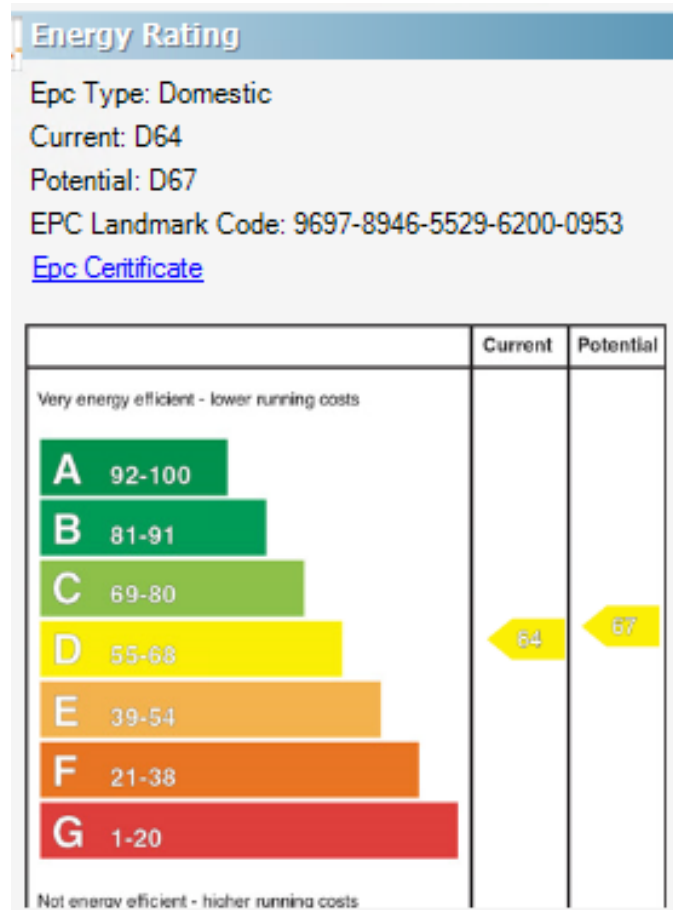 Energy Rating
Epc Type: Domestic
Current: D64
Potential: D67
EPC Landmark Code: 9697-8946-5529-6200-0953
Epc Ceritificate
Current Potential
Very energy efficient - lower running costs
A 92-100
B 81-91
C 69-80
D 55-68
64 67
E 39-54
F 21-38
G 1-20
Not energy efficient - higher running costs